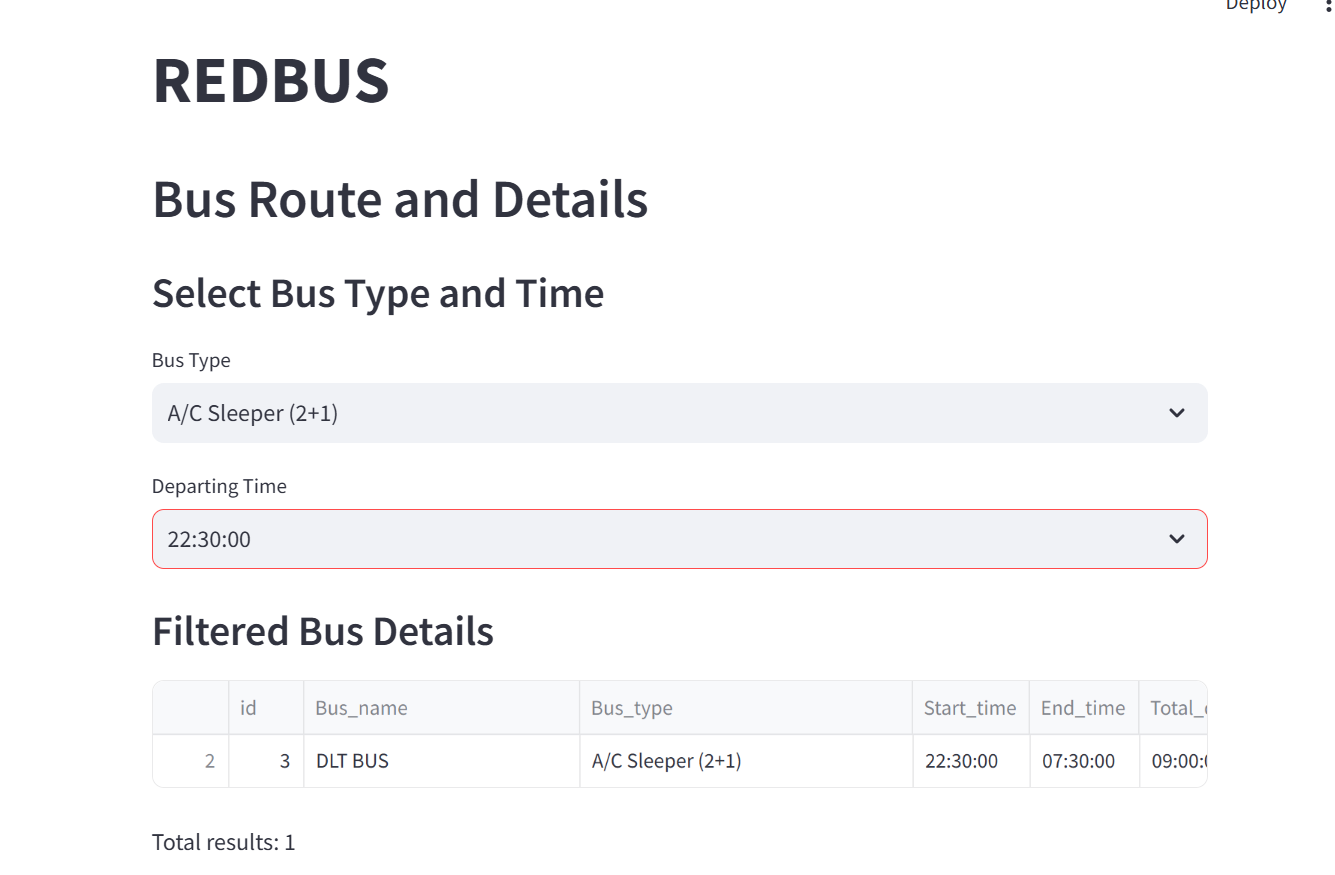 Deploy
REDBUS
Bus Route and Details
Select Bus Type and Time
Bus Type
A/C Sleeper (2+1)
Departing Time
22:30:00
Filtered Bus Details
id Bus_name Bus_type Start_time End_time
2 3 DLT BUS A/C Sleeper (2+1) 22:30:00 07:30:00
Total results: 1